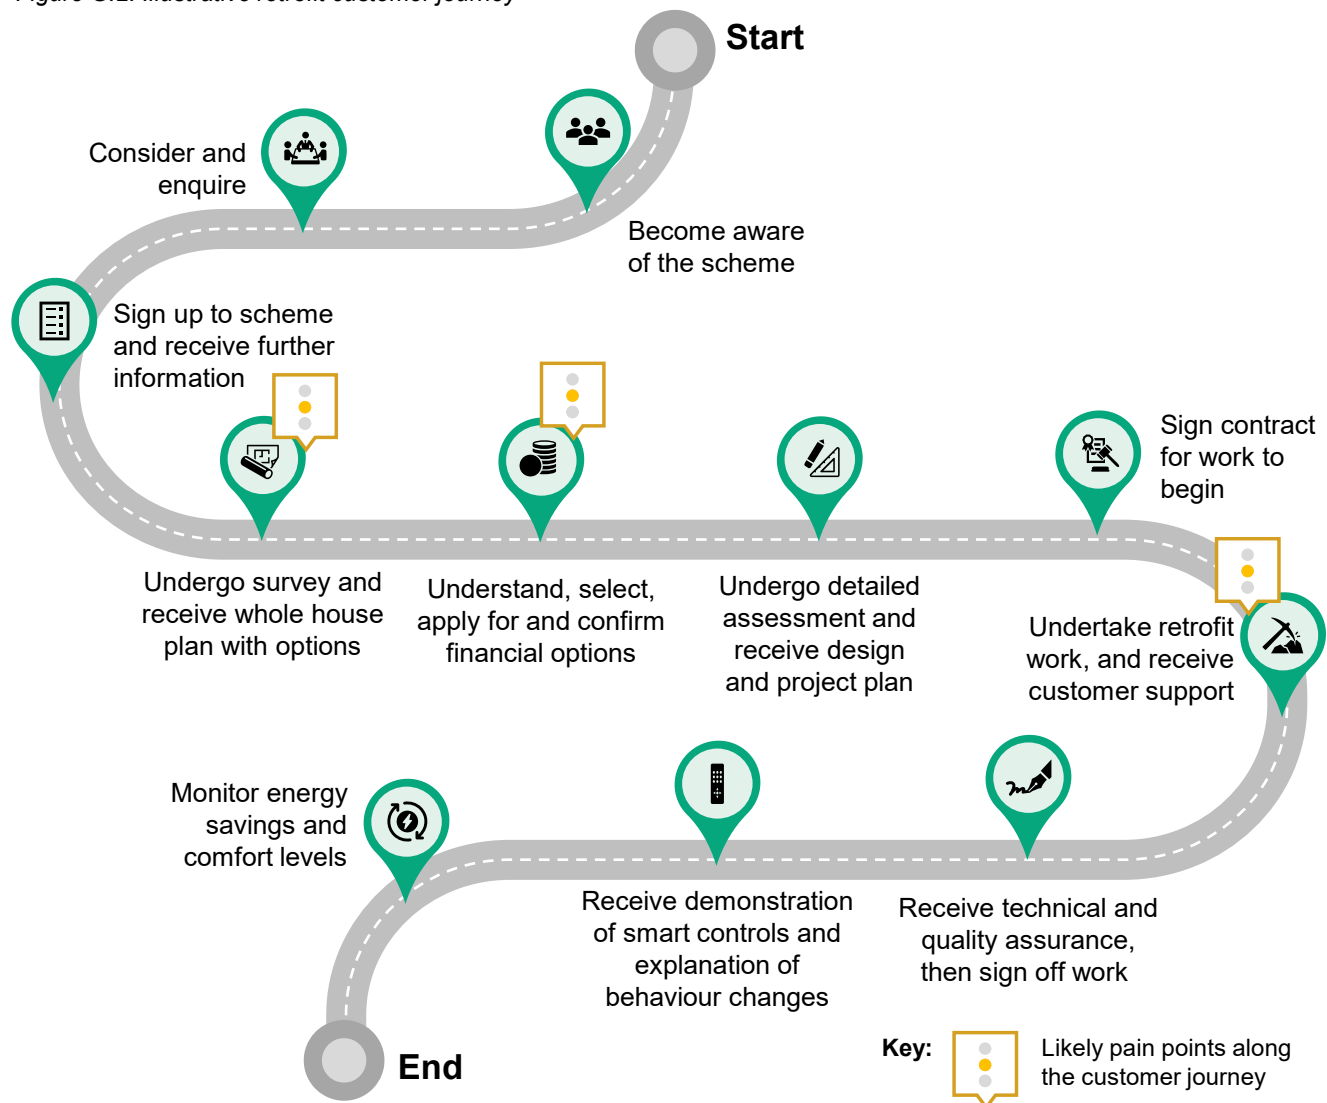 Start
Become aware
of the scheme
Consider and
enquire
Sign up to scheme
and receive further
information
Undergo survey and
receive whole house
plan with options
Understand, select,
apply for and confirm
financial options
Undergo detailed
assessment and
receive design
and project plan
Sign contract
for work to
begin
Undertake retrofit
work, and receive
customer support
Receive technical and
quality assurance,
then sign off work
Receive demonstration
of smart controls and
explanation of
behaviour changes
Monitor energy
savings and
comfort levels
End
Key:
Likely pain points along
the customer journey